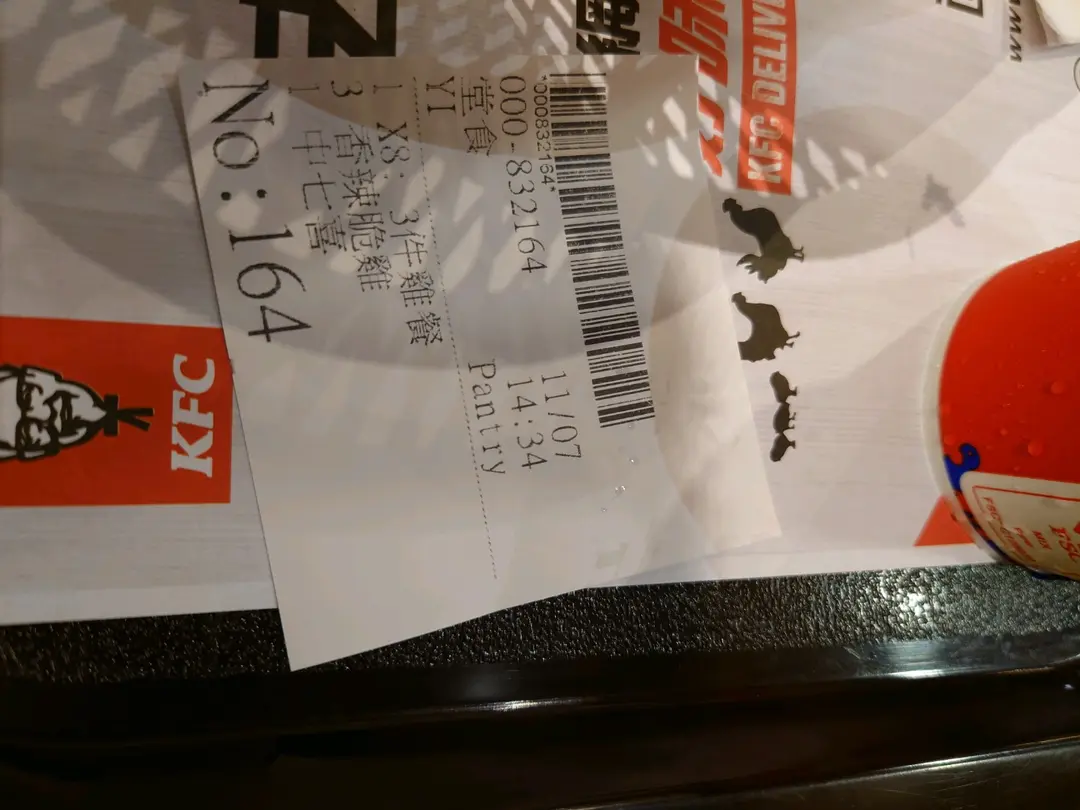 *000832164*
000-832164 11/07
堂食 14:34
YI Pantry
1 X8: 3件雞餐
3 香辣脆雞
1 中七喜
No:164
KFC
KFC DELIV